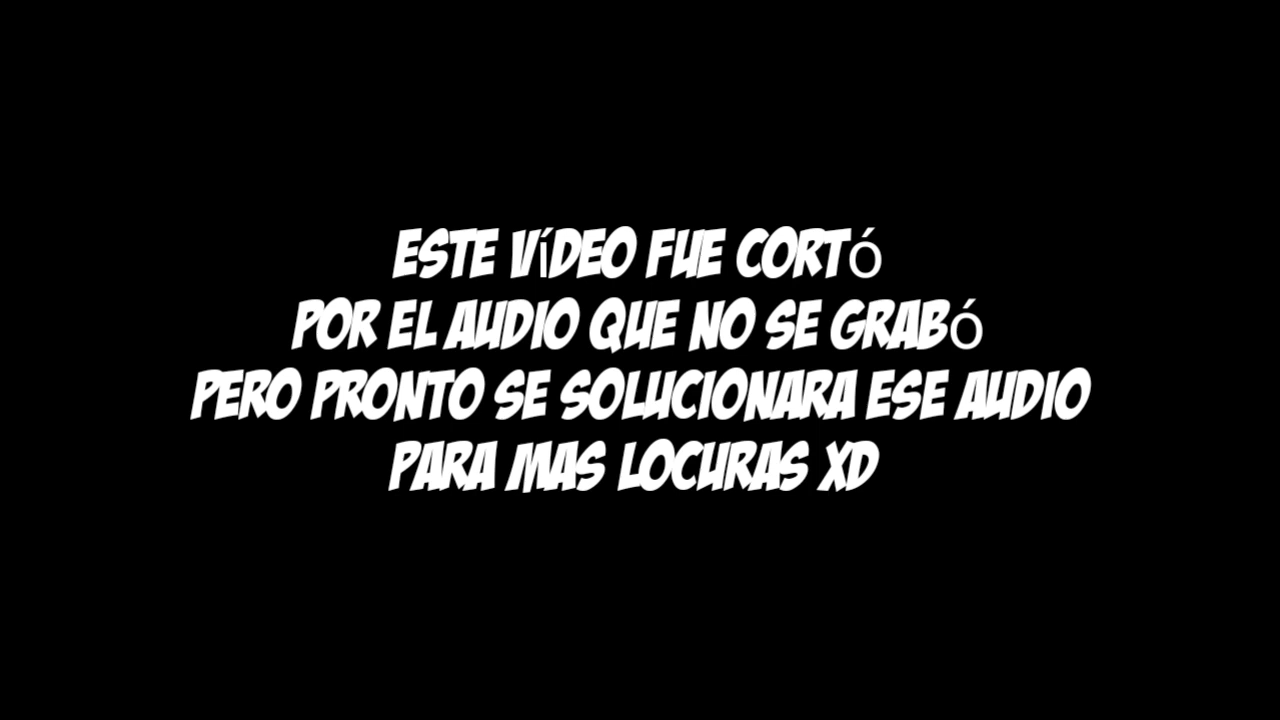 ESTE VíDEO FUE CORTó
POR EL AUDIO QUE NO SE GRABó
PERO PRONTO SE SOLUCIONARA ESE AUDIO
PARA MAS LOCURAS XD